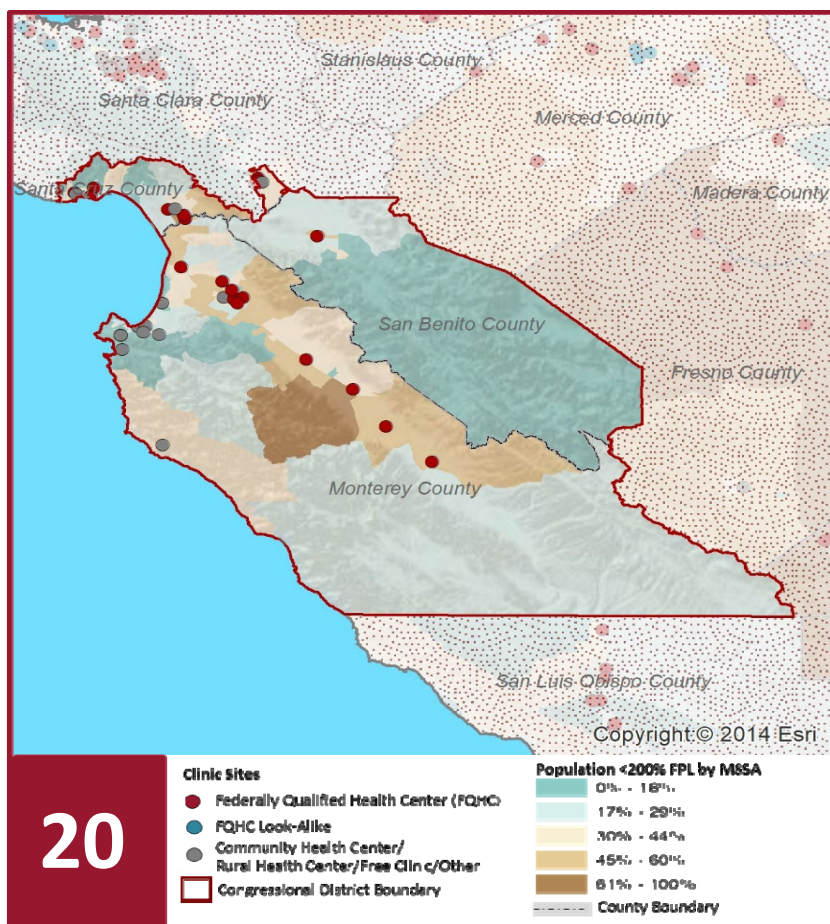 Stanislaus County
Santa Clara County
Merced County
Santa Cruz County
Madera County
San Benito County
Fresno County
Monterey County
San Luis Obispo County
Copyright:© 2014 Esri
20
Clinic Sites
Federally Qualified Health Center (FQHC)
FQHC Look-Alike
Community Health Center/
Rural Health Center/Free Clinic/Other
Congressional District Boundary
Population <200% FPL by MSSA
0% - 16%
17% - 29%
30% - 44%
45% - 60%
61% - 100%
County Boundary